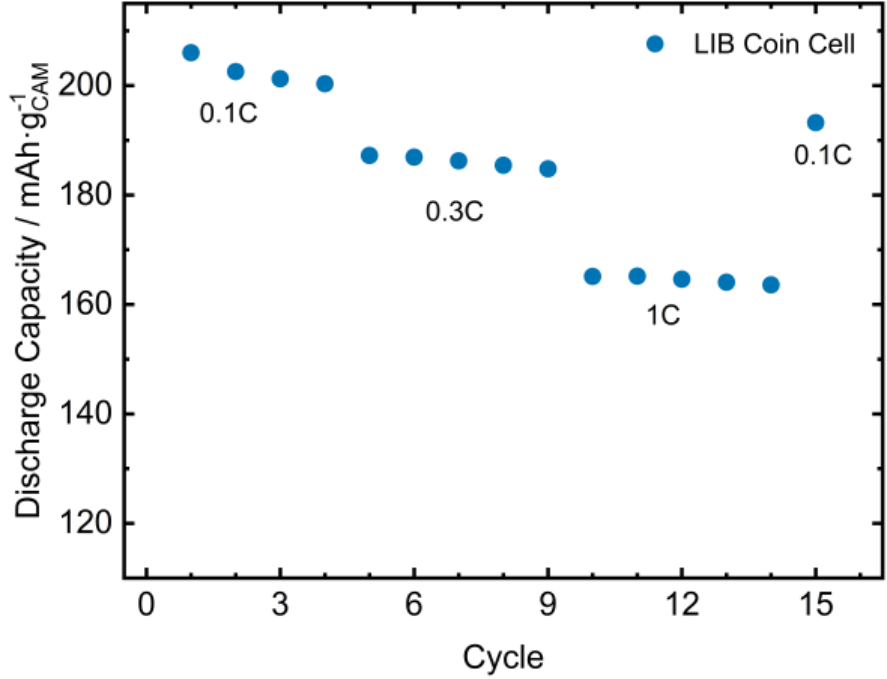 LIB Coin Cell
Discharge Capacity / mAh·g⁻¹CAM
200
180
160
140
120
0.1C
0.3C
1C
0.1C
0 3 6 9 12 15
Cycle